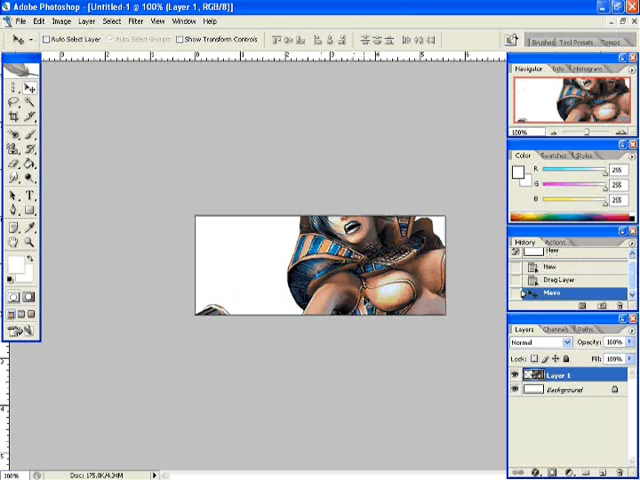 Adobe Photoshop - [Untitled-1 @ 100% (Layer 1, RGB/8)]
File Edit Image Layer Select Filter View Window Help
Auto Select Layer Auto Select Groups Show Transform Controls
Brushes Tool Presets Comps
Navigator Info Histogram
100%
Color Swatches Styles
R 255
G 255
B 255
History Actions
New
New
Drag Layer
Move
Layers Channels Paths
Normal Opacity: 100%
Lock: Fill: 100%
Layer 1
Background
100% Doc: 175.8K/4.34M